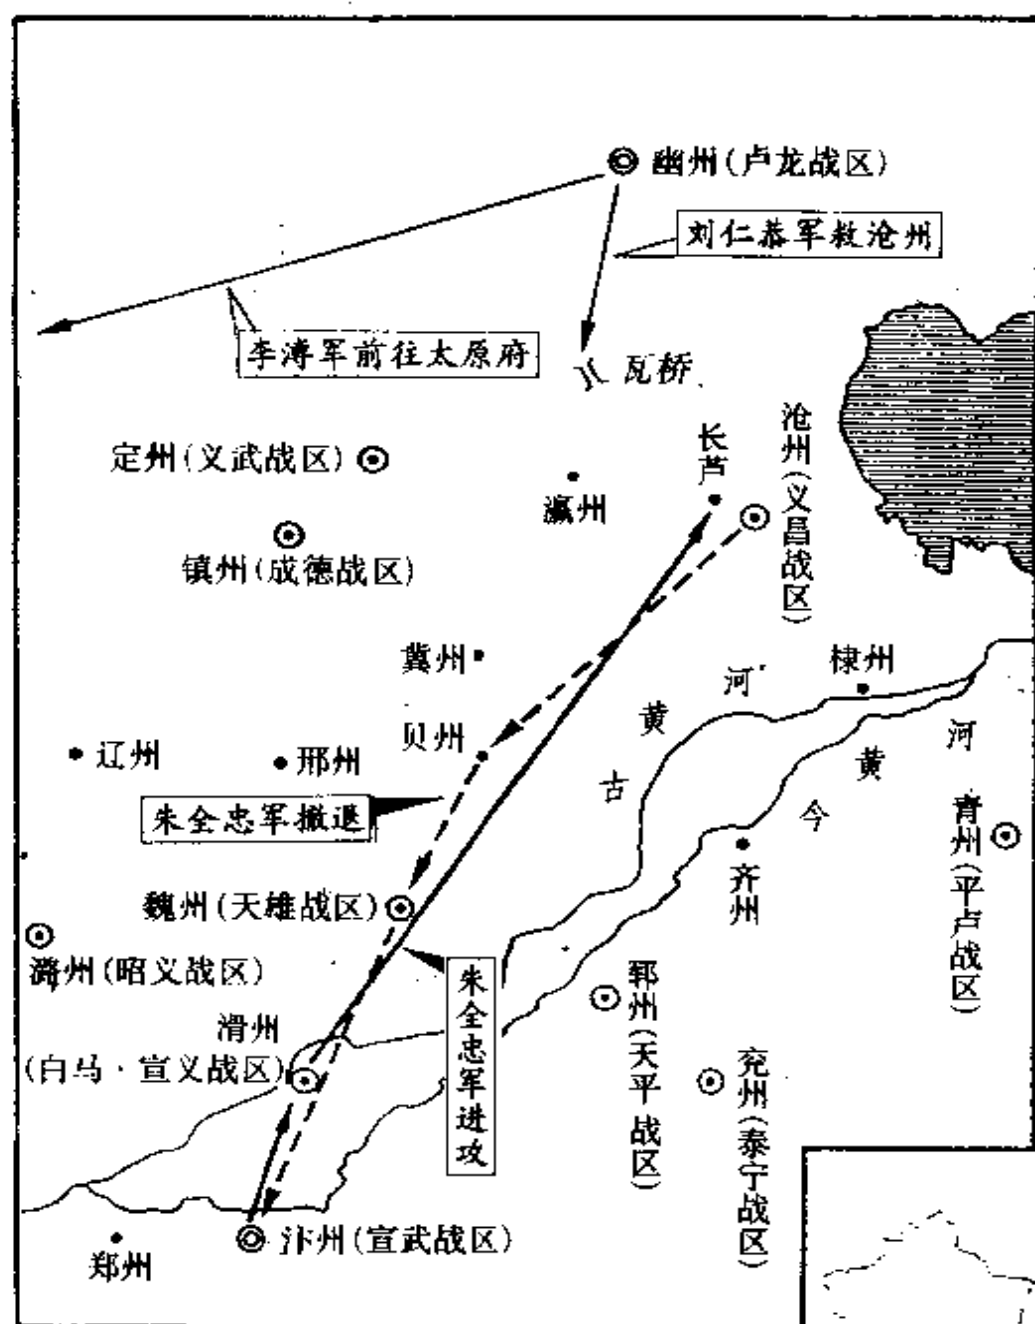 幽州(卢龙战区)
刘仁恭军救沧州
李溥军前往太原府
瓦桥
定州(义武战区)
长芦
沧州(义昌战区)
瀛州
镇州(成德战区)
冀州
棣州
古黄河
今黄河
贝州
辽州
邢州
朱全忠军撤退
齐州
青州(平卢战区)
魏州(天雄战区)
潞州(昭义战区)
朱全忠军进攻
郓州(天平战区)
滑州
(白马·宣义战区)
兖州(泰宁战区)
汴州(宣武战区)
郑州